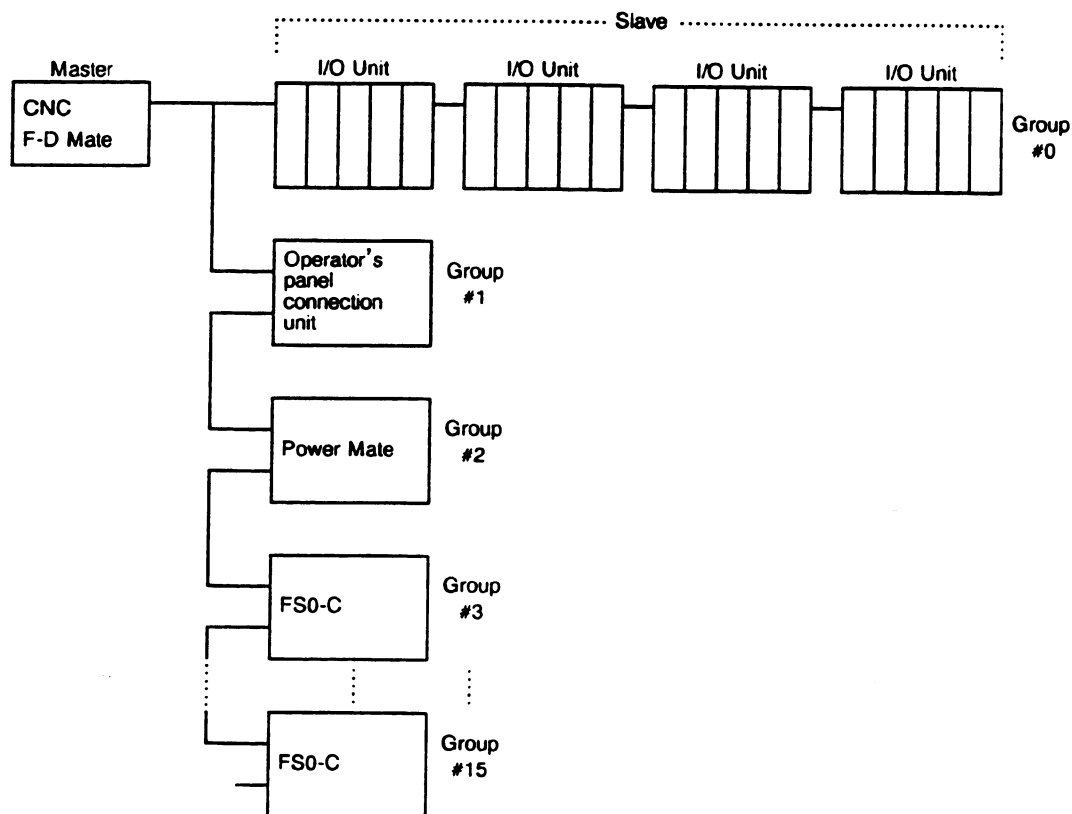 Slave
Master
I/O Unit
I/O Unit
I/O Unit
I/O Unit
CNC
F-D Mate
Group
#0
Operator's
panel
connection
unit
Group
#1
Power Mate
Group
#2
FS0-C
Group
#3
FS0-C
Group
#15